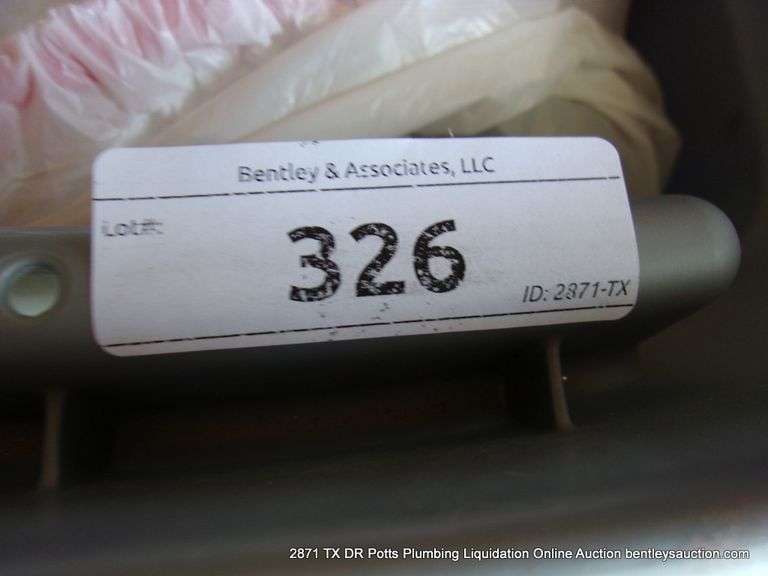 Bentley & Associates, LLC
Lot#:
326
ID: 2871-TX
2871 TX DR Potts Plumbing Liquidation Online Auction bentleysauction.com